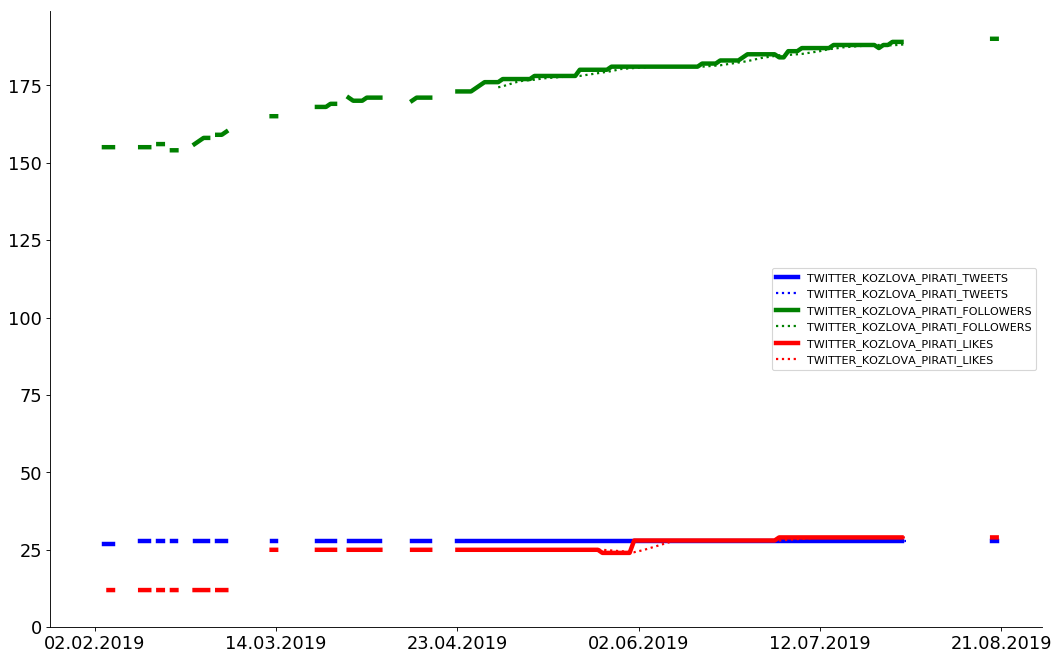 175
150
125
100
75
50
25
0
TWITTER_KOZLOVA_PIRATI_TWEETS
TWITTER_KOZLOVA_PIRATI_TWEETS
TWITTER_KOZLOVA_PIRATI_FOLLOWERS
TWITTER_KOZLOVA_PIRATI_FOLLOWERS
TWITTER_KOZLOVA_PIRATI_LIKES
TWITTER_KOZLOVA_PIRATI_LIKES
02.02.2019 14.03.2019 23.04.2019 02.06.2019 12.07.2019 21.08.2019